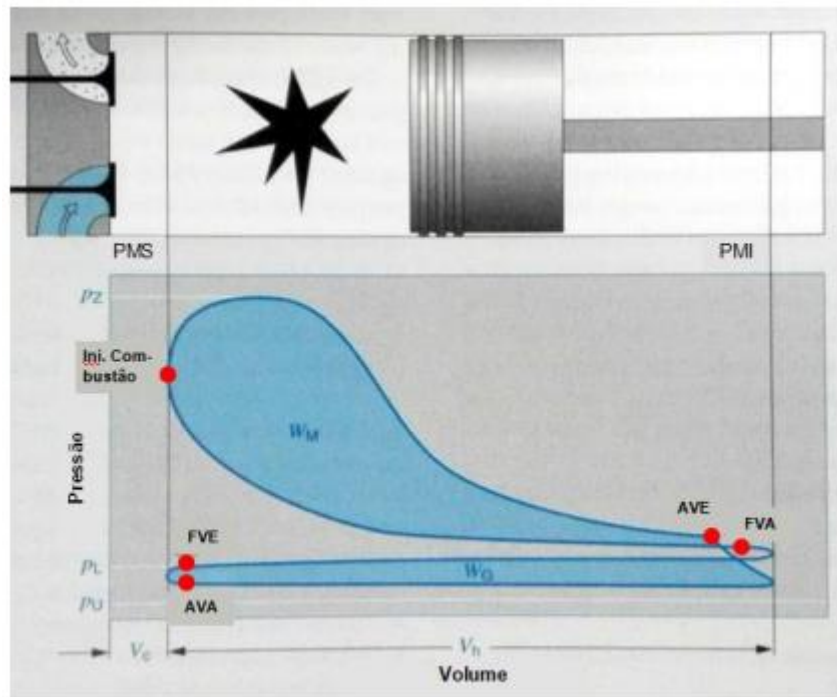 PMS
PMI
pZ
Ini. Com-
bustão
WM
Pressão
AVE
FVA
FVE
pL
WG
pU
AVA
Vc
Vh
Volume